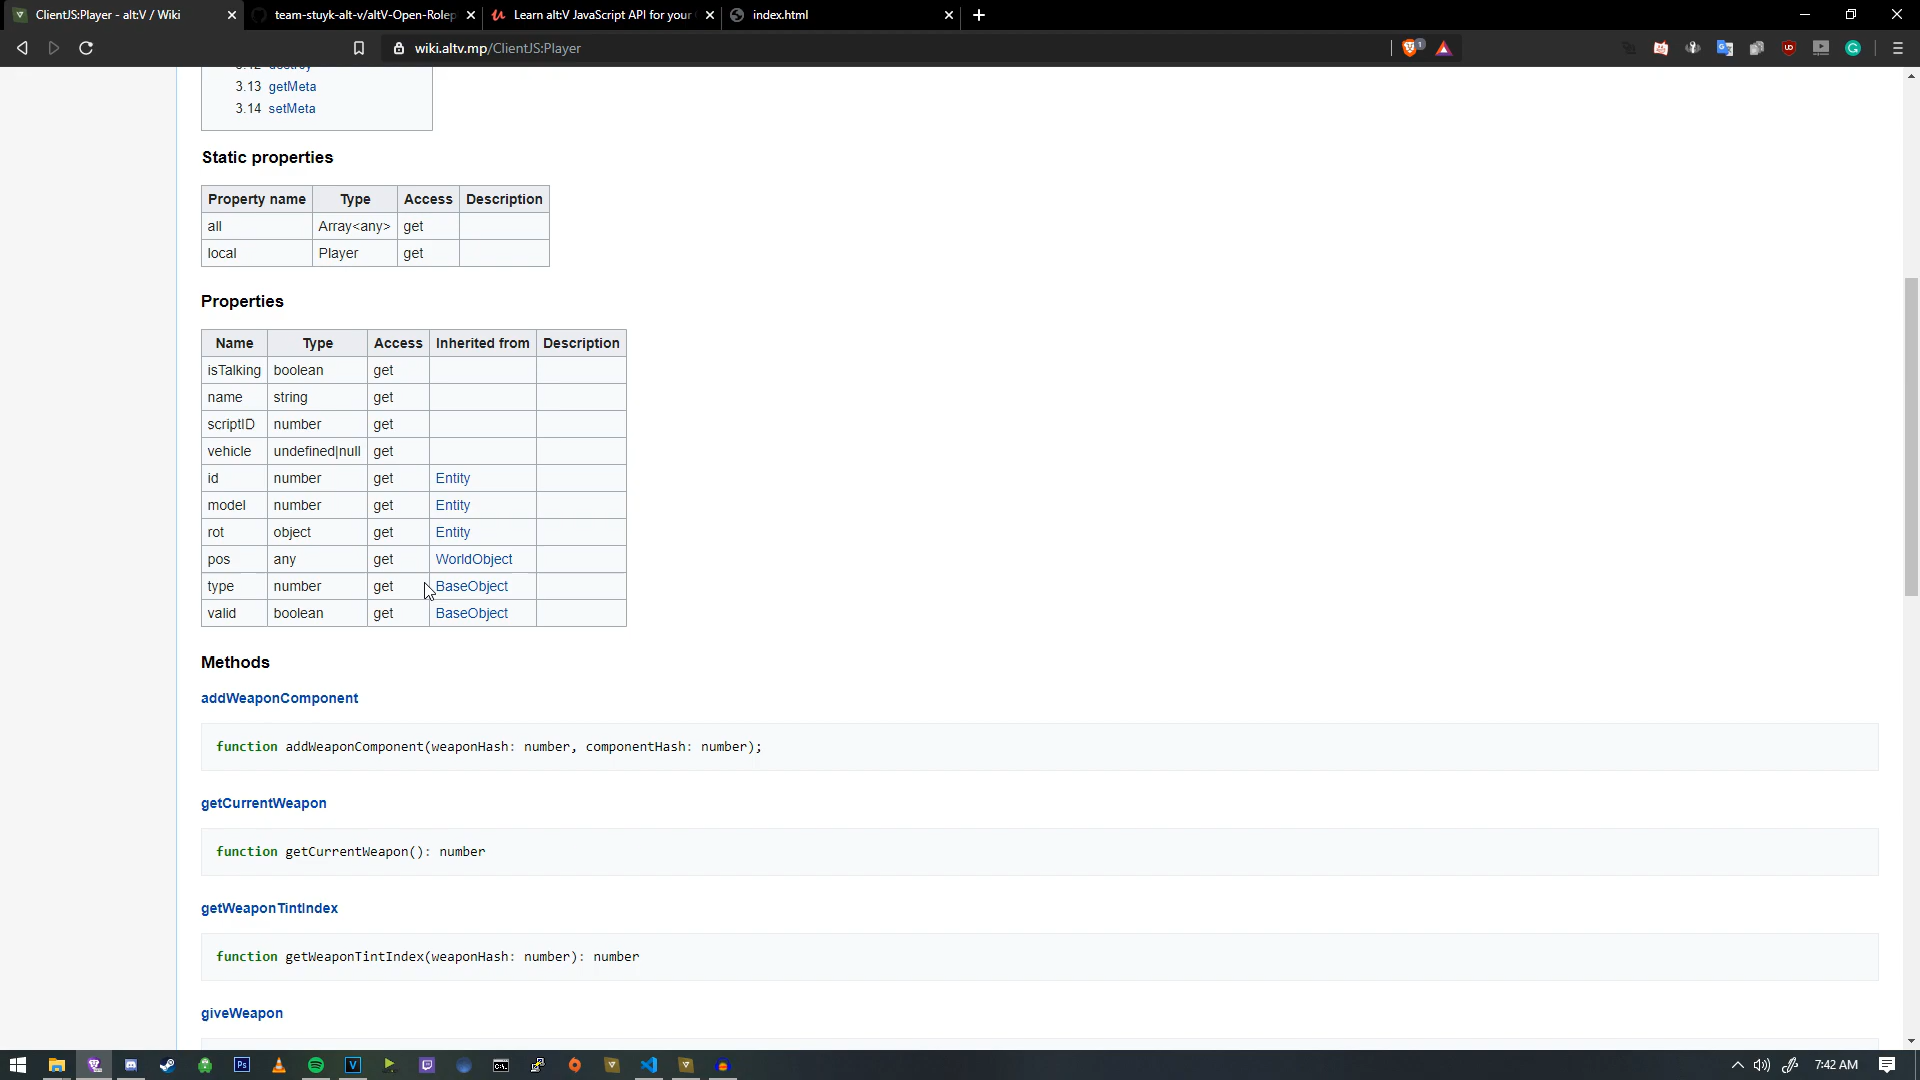 ClientJS:Player - alt:V / Wiki
team-stuyk-alt-v/altV-Open-Rolep
Learn alt:V JavaScript API for your
index.html
wiki.altv.mp/ClientJS:Player
3.12 destroy
3.13 getMeta
3.14 setMeta
Static properties
Property name Type Access Description
all Array<any> get
local Player get
Properties
Name Type Access Inherited from Description
isTalking boolean get
name string get
scriptID number get
vehicle undefined|null get
id number get Entity
model number get Entity
rot object get Entity
pos any get WorldObject
type number get BaseObject
valid boolean get BaseObject
Methods
addWeaponComponent
function addWeaponComponent(weaponHash: number, componentHash: number);
getCurrentWeapon
function getCurrentWeapon(): number
getWeaponTintIndex
function getWeaponTintIndex(weaponHash: number): number
giveWeapon
7:42 AM